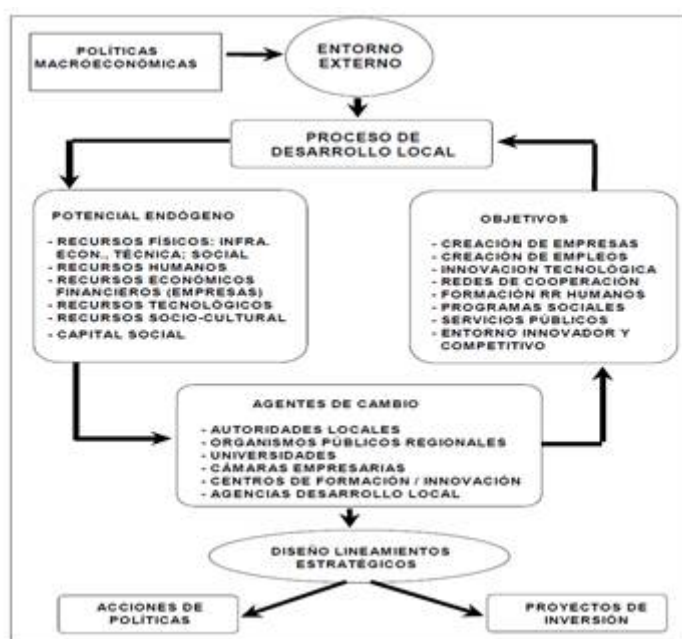 POLÍTICAS
MACROECONÓMICAS
ENTORNO
EXTERNO
PROCESO DE
DESARROLLO LOCAL
POTENCIAL ENDÓGENO
- RECURSOS FÍSICOS: INFRA.
ECON., TÉCNICA; SOCIAL
- RECURSOS HUMANOS
- RECURSOS ECONÓMICOS
FINANCIEROS (EMPRESAS)
- RECURSOS TECNOLÓGICOS
- RECURSOS SOCIO-CULTURAL
- CAPITAL SOCIAL
OBJETIVOS
- CREACIÓN DE EMPRESAS
- CREACIÓN DE EMPLEOS
- INNOVACION TECNOLÓGICA
- REDES DE COOPERACIÓN
- FORMACIÓN RR HUMANOS
- PROGRAMAS SOCIALES
- SERVICIOS PÚBLICOS
- ENTORNO INNOVADOR Y
COMPETITIVO
AGENTES DE CAMBIO
- AUTORIDADES LOCALES
- ORGANISMOS PÚBLICOS REGIONALES
- UNIVERSIDADES
- CÁMARAS EMPRESARIAS
- CENTROS DE FORMACIÓN / INNOVACIÓN
- AGENCIAS DESARROLLO LOCAL
DISEÑO LINEAMIENTOS
ESTRATÉGICOS
ACCIONES DE
POLÍTICAS
PROYECTOS DE
INVERSIÓN